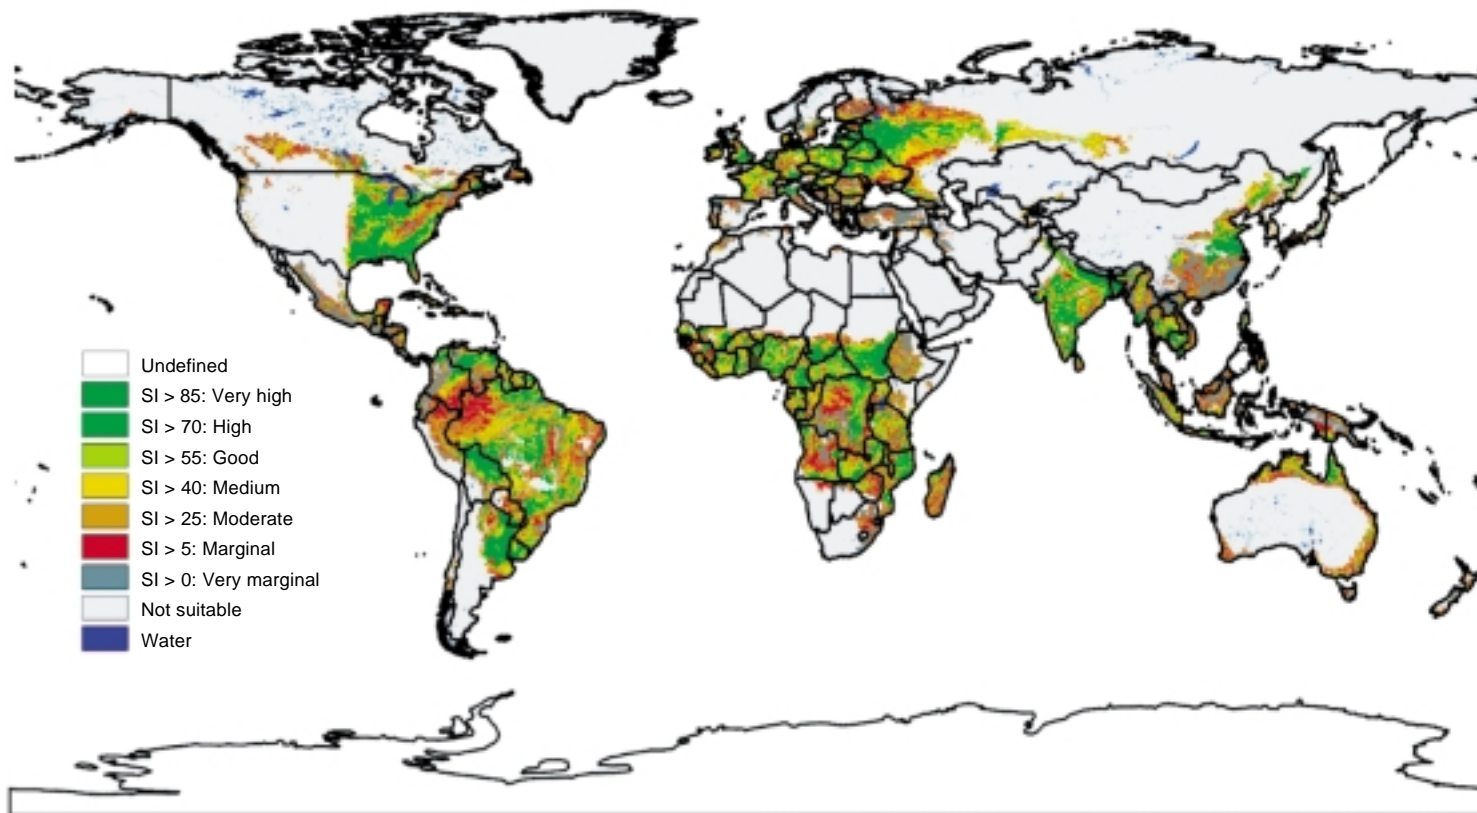 Undefined
SI > 85: Very high
SI > 70: High
SI > 55: Good
SI > 40: Medium
SI > 25: Moderate
SI > 5: Marginal
SI > 0: Very marginal
Not suitable
Water